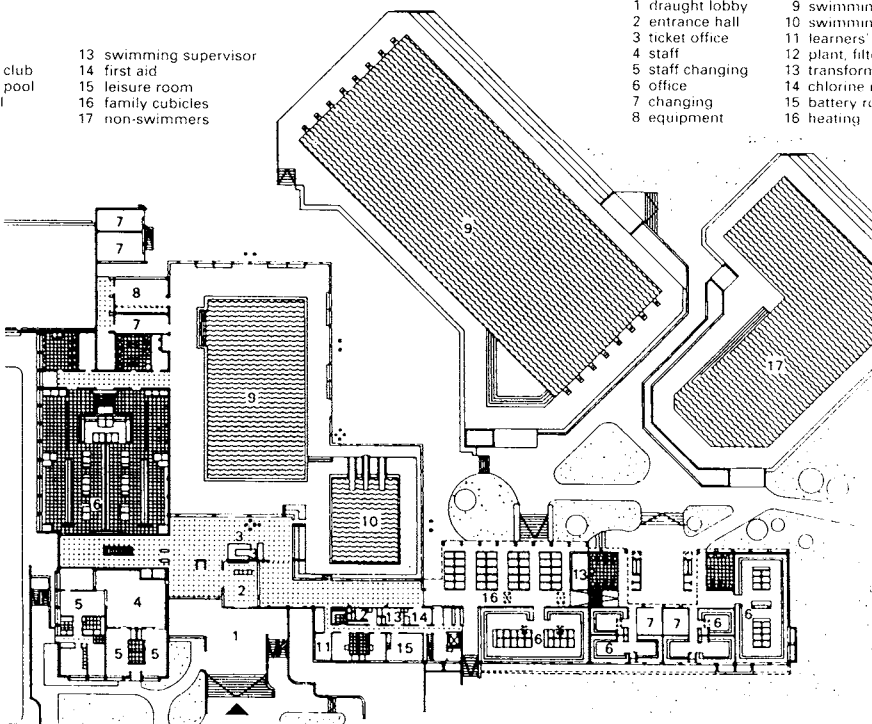 club
pool
13 swimming supervisor
14 first aid
15 leisure room
16 family cubicles
17 non-swimmers
1 draught lobby
2 entrance hall
3 ticket office
4 staff
5 staff changing
6 office
7 changing
8 equipment
9 swimmin
10 swimmin
11 learners'
12 plant, filt
13 transform
14 chlorine
15 battery
16 heating
7
7
8
7
9
9
17
6
10
3
2
16
13
5
4
1
12
13
14
11
15
5
5
6
7
7
6
6
6